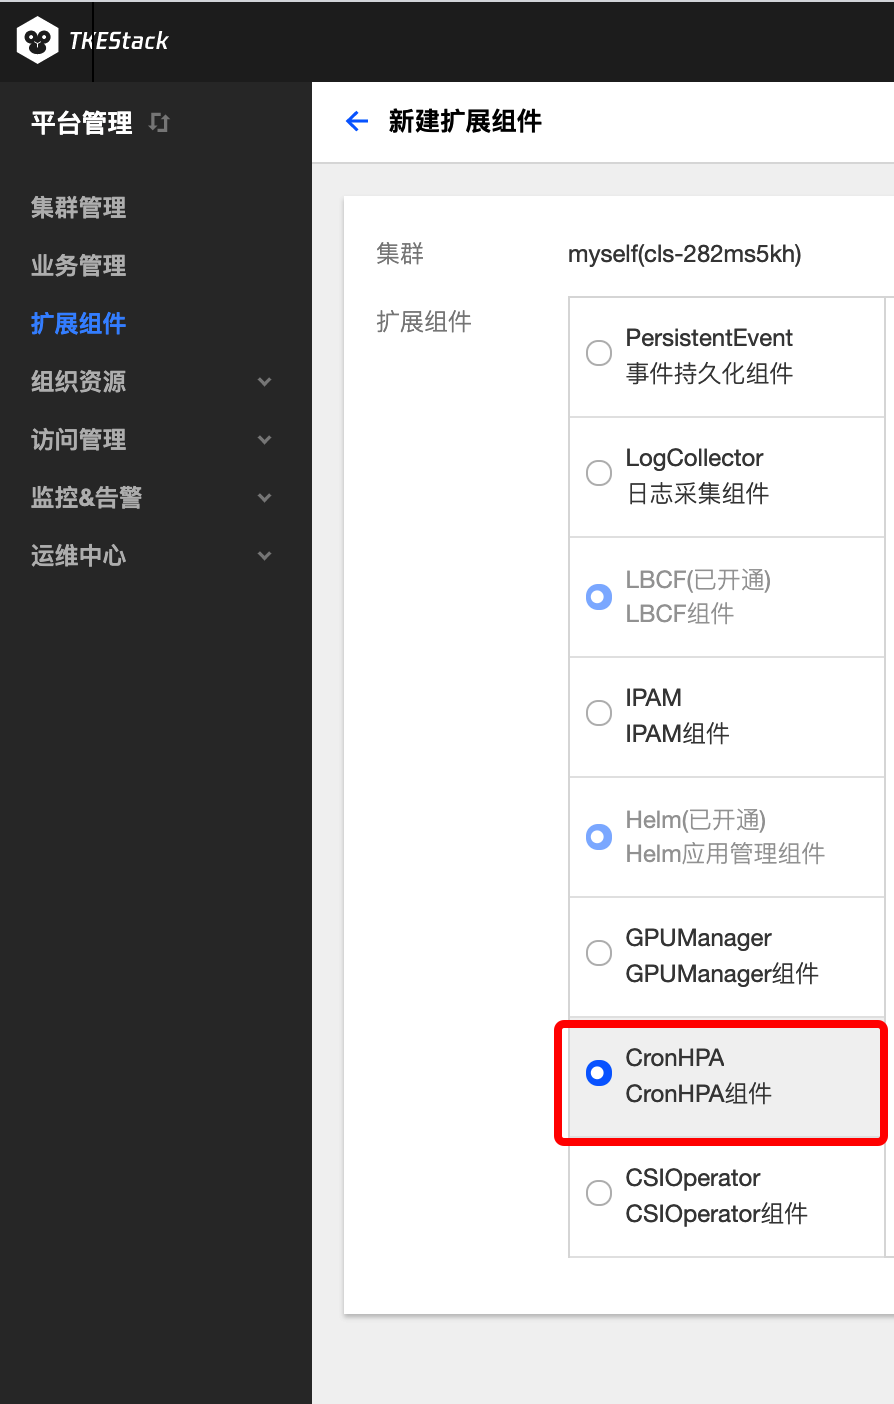 TKEStack
平台管理
集群管理
业务管理
扩展组件
组织资源
访问管理
监控&告警
运维中心
新建扩展组件
集群
myself(cls-282ms5kh)
扩展组件
PersistentEvent
事件持久化组件
LogCollector
日志采集组件
LBCF(已开通)
LBCF组件
IPAM
IPAM组件
Helm(已开通)
Helm应用管理组件
GPUManager
GPUManager组件
CronHPA
CronHPA组件
CSIOperator
CSIOperator组件